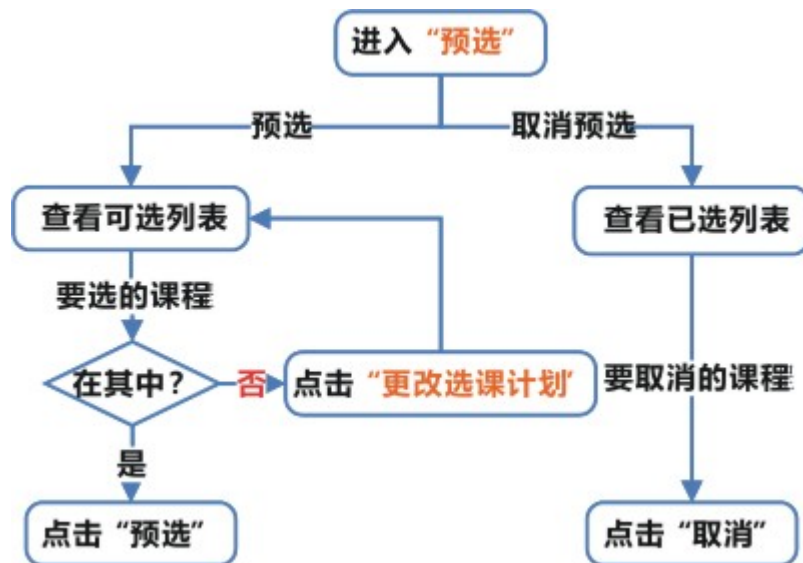 进入“预选”
预选
取消预选
查看可选列表
查看已选列表
要选的课程
在其中？
否
点击“更改选课计划”
要取消的课程
是
点击“预选”
点击“取消”